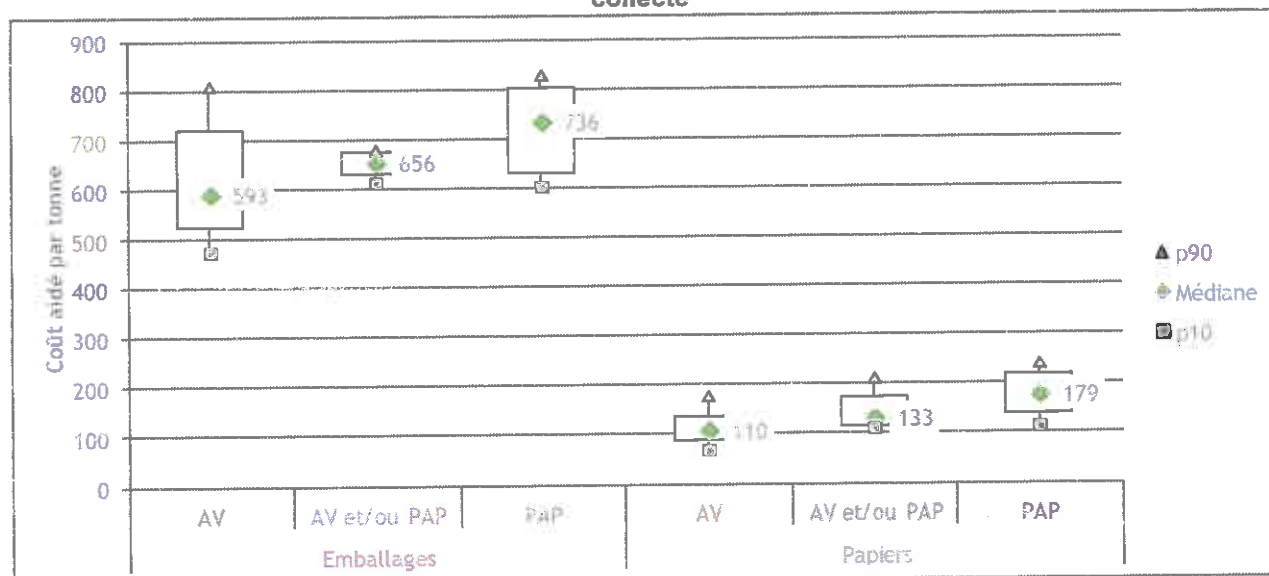 collecte
Coût aidé par tonne
900
800
700
600
500
400
300
200
100
0
593
656
736
110
133
179
AV
AV et/ou PAP
PAP
AV
AV et/ou PAP
PAP
Emballages
Papiers
p90
Médiane
p10